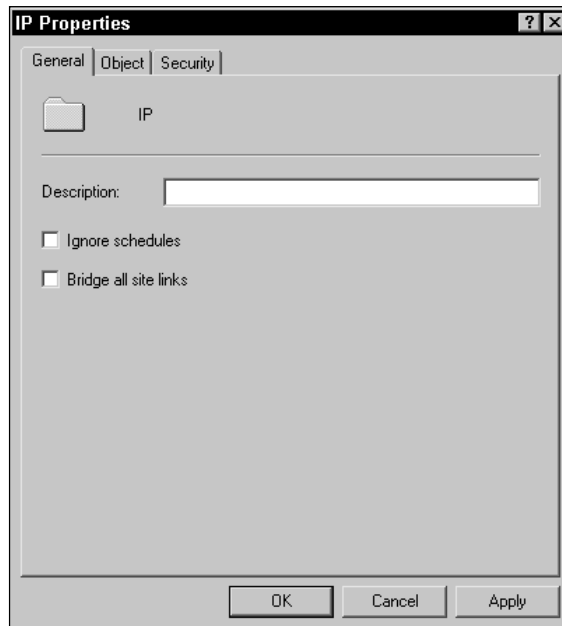 IP Properties
General Object Security
IP
Description:
Ignore schedules
Bridge all site links
OK Cancel Apply